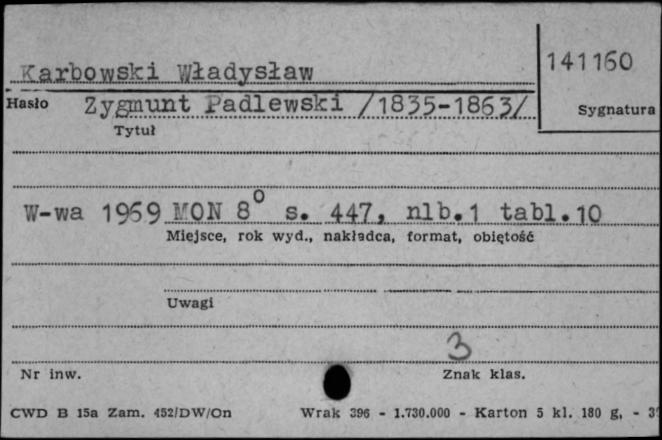 Karbowski Władysław
141160
Hasło Zygmunt Padlewski /1835-1863/
Sygnatura
Tytuł
W-wa 1969 MON 8° s. 447, nlb.1 tabl.10
Miejsce, rok wyd., nakładca, format, objętość
Uwagi
3
Nr inw. Znak klas.
CWD B 15a Zam. 452/DW/On Wrak 396 - 1.730.000 - Karton 5 kl. 180 g, -